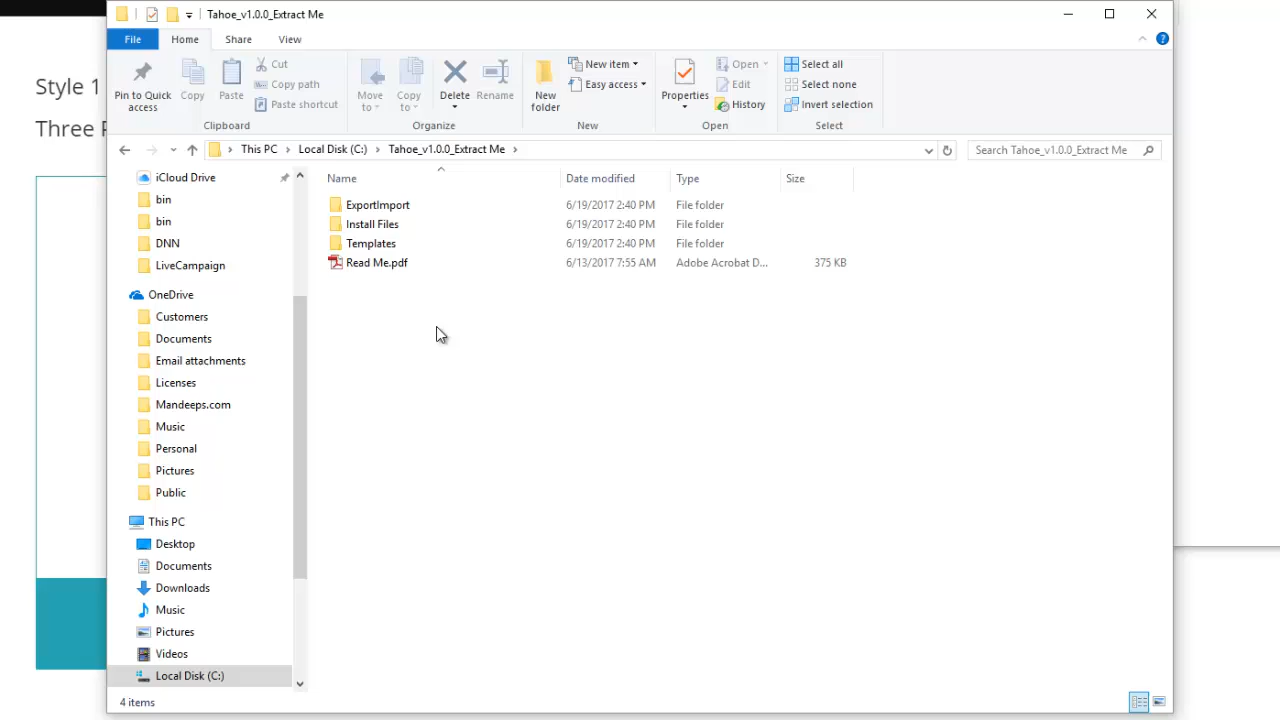 Tahoe_v1.0.0_Extract Me
File Home Share View
Style 1
Three
Pin to Quick access
Copy
Paste
Cut
Copy path
Paste shortcut
Clipboard
Move to
Copy to
Delete
Rename
Organize
New folder
New item
Easy access
New
Properties
Open
Edit
History
Open
Select all
Select none
Invert selection
Select
This PC Local Disk (C:) Tahoe_v1.0.0_Extract Me
Search Tahoe_v1.0.0_Extract Me
Name Date modified Type Size
ExportImport 6/19/2017 2:40 PM File folder
Install Files 6/19/2017 2:40 PM File folder
Templates 6/19/2017 2:40 PM File folder
Read Me.pdf 6/13/2017 7:55 AM Adobe Acrobat D... 375 KB
iCloud Drive
bin
bin
DNN
LiveCampaign
OneDrive
Customers
Documents
Email attachments
Licenses
Mandeeps.com
Music
Personal
Pictures
Public
This PC
Desktop
Documents
Downloads
Music
Pictures
Videos
Local Disk (C:)
4 items